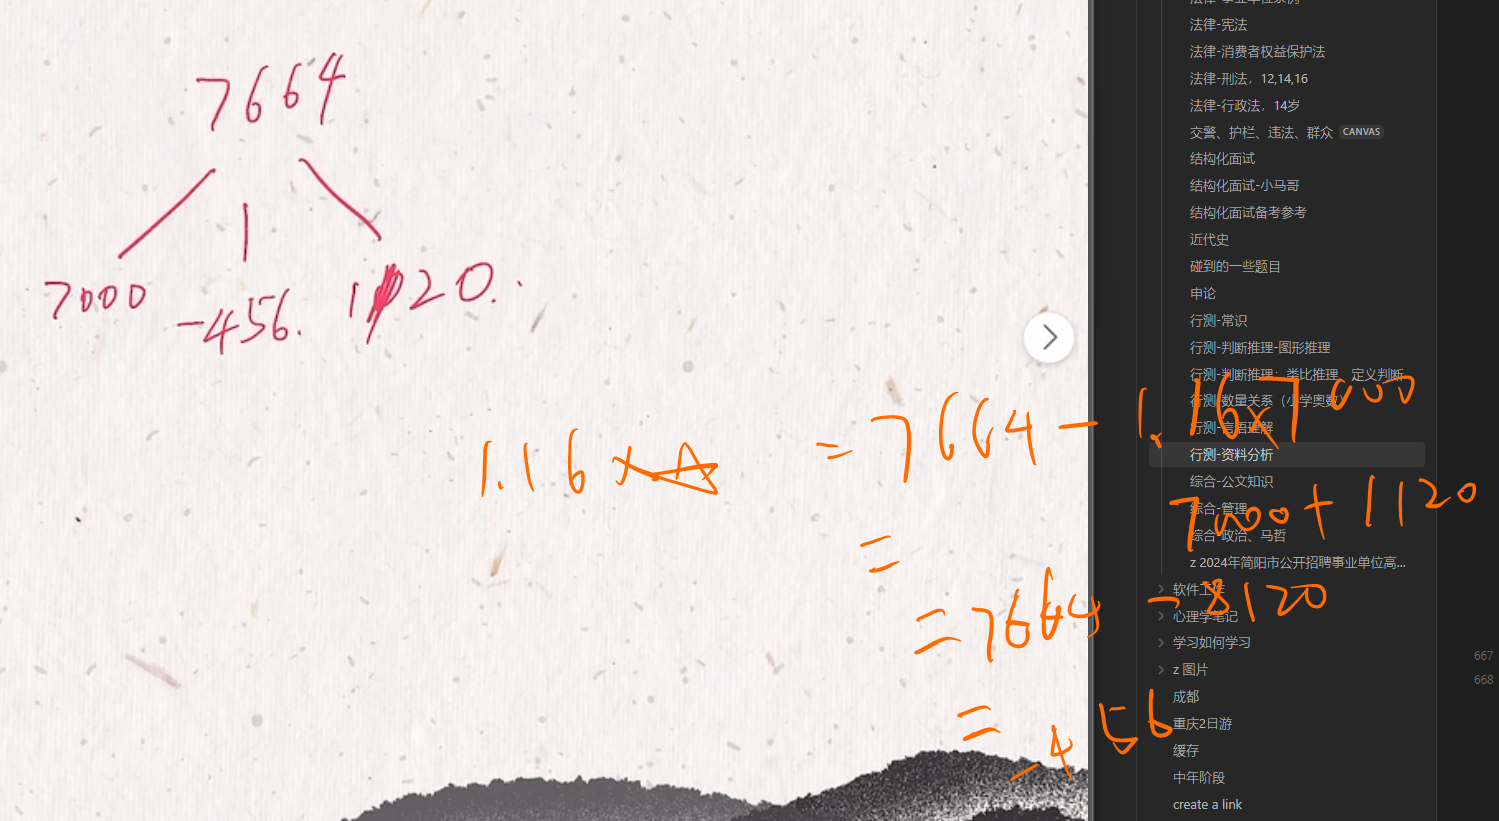 7664
7000
-456.
1120.
1.16×A
=7664-1.16×7000
7000+1120
=
=7664-8120
=-456
法律-宪法
法律-消费者权益保护法
法律-刑法，12,14,16
法律-行政法，14岁
交警、护栏、违法、群众 CANVAS
结构化面试
结构化面试-小马哥
结构化面试备考参考
近代史
碰到的一些题目
申论
行测-常识
行测-判断推理-图形推理
行测-判断推理：类比推理、定义判断
行测-数量关系（小学奥数）
行测-言语理解
行测-资料分析
综合-公文知识
综合-管理
综合-政治、马哲
z 2024年简阳市公开招聘事业单位高...
软件工作
心理学笔记
学习如何学习
z 图片
成都
重庆2日游
缓存
中年阶段
create a link
667
668